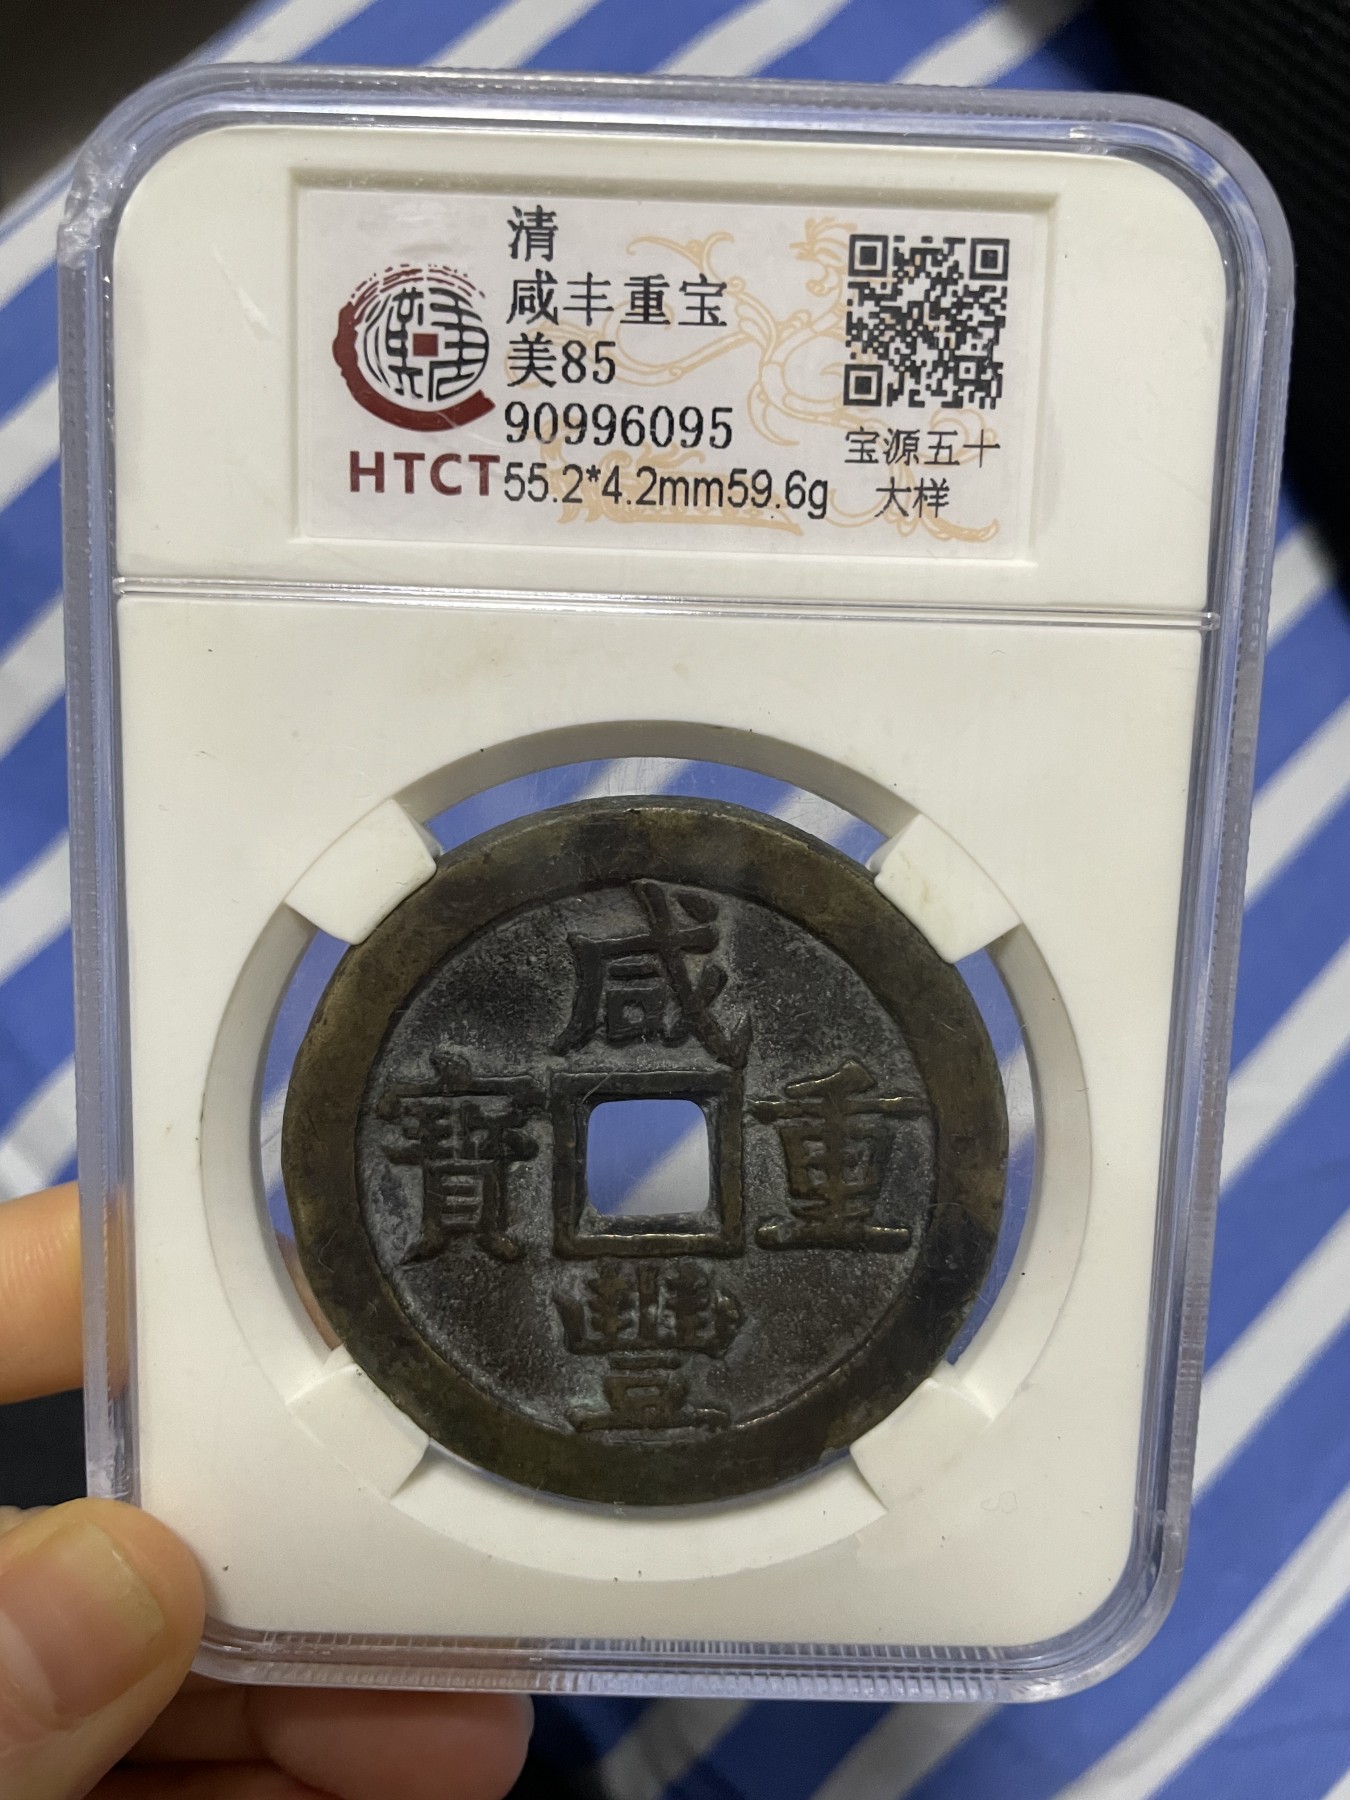 清
咸丰重宝
美85
90996095
HTCT 55.2*4.2mm59.6g
宝源五十
大样
咸
寶 重
豐